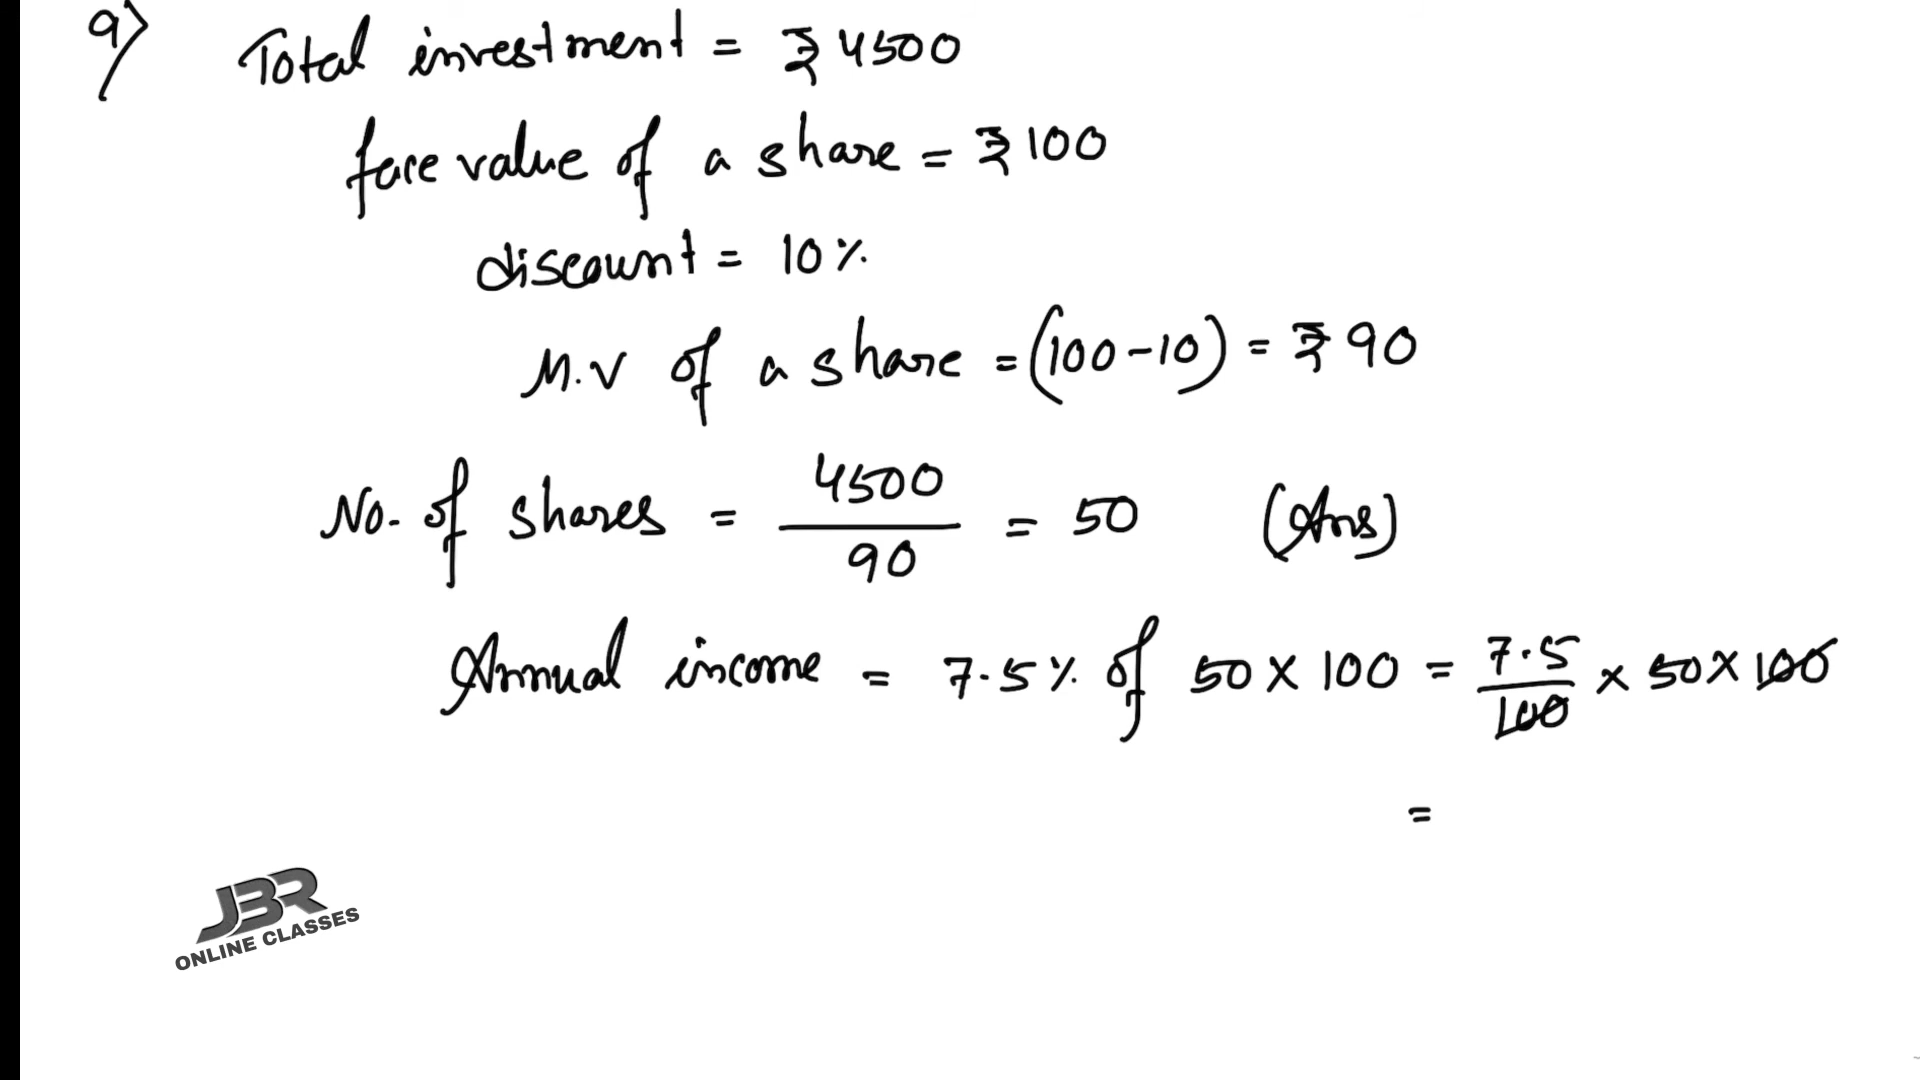 9)
Total investment = ₹ 4500
face value of a share = ₹ 100
discount = 10%
M.V of a share = (100-10) = ₹ 90
No. of shares = 4500/90 = 50 (Ans)
Annual income = 7.5% of 50 × 100 = 7.5/100 × 50 × 100
=
JBR
ONLINE CLASSES